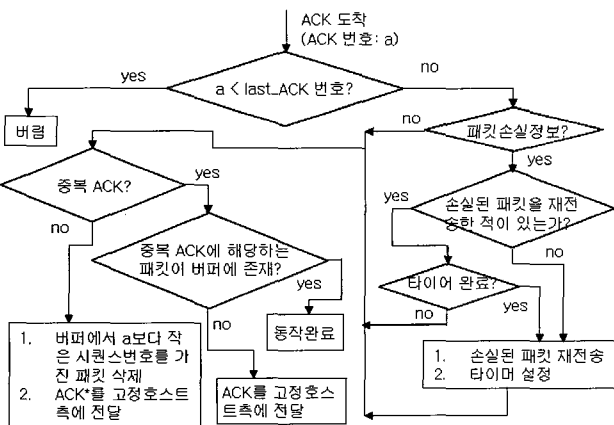 ACK 도착
(ACK 번호: a)
yes
a < last_ACK 번호?
no
버림
no
패킷손실정보?
yes
중복 ACK?
yes
no
yes
손실된 패킷을 재전
송한 적이 있는가?
no
중복 ACK에 해당하는
패킷이 버퍼에 존재?
yes
no
타이어 완료?
yes
no
동작완료
1. 버퍼에서 a보다 작
은 시퀀스번호를 가
진 패킷 삭제
2. ACK*를 고정호스트
측에 전달
ACK를 고정호스
트측에 전달
1. 손실된 패킷 재전송
2. 타이머 설정